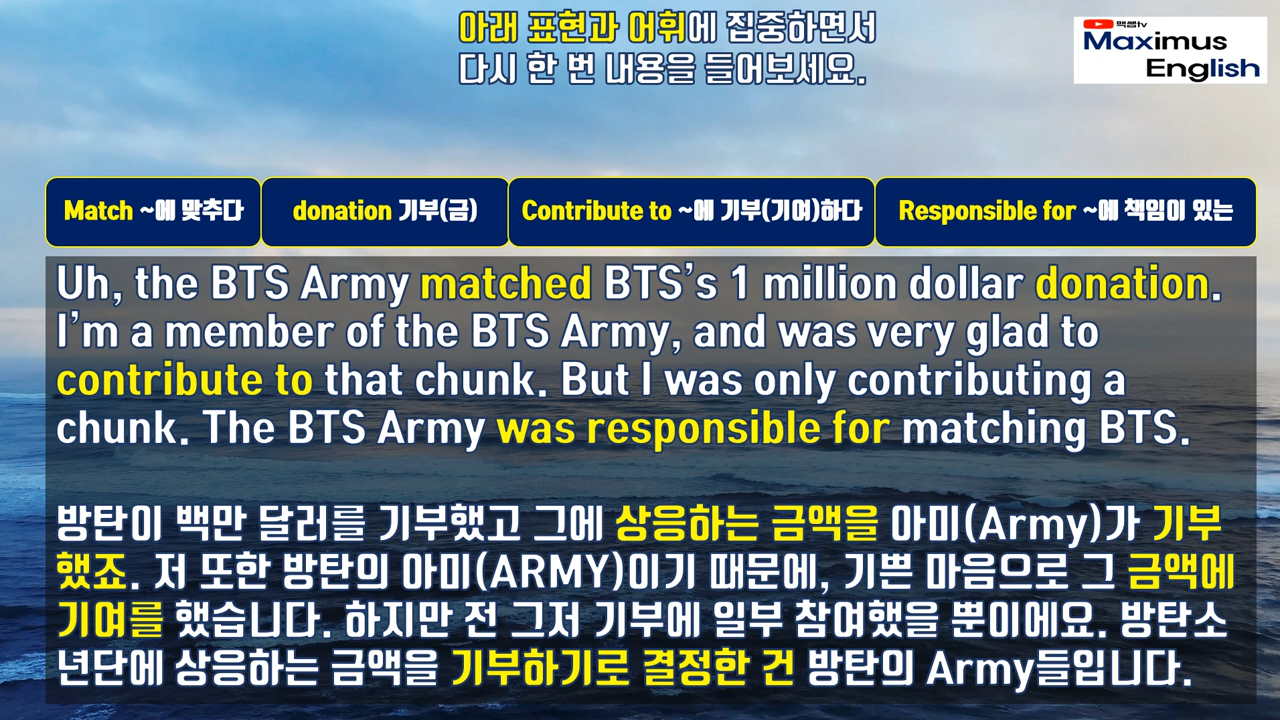 아래 표현과 어휘에 집중하면서
다시 한 번 내용을 들어보세요.
맥쌤tv
Maximus
English
Match ~에 맞추다
donation 기부(금)
Contribute to ~에 기부(기여)하다
Responsible for ~에 책임이 있는
Uh, the BTS Army matched BTS’s 1 million dollar donation.
I’m a member of the BTS Army, and was very glad to
contribute to that chunk. But I was only contributing a
chunk. The BTS Army was responsible for matching BTS.
방탄이 백만 달러를 기부했고 그에 상응하는 금액을 아미(Army)가 기부
했죠. 저 또한 방탄의 아미(ARMY)이기 때문에, 기쁜 마음으로 그 금액에
기여를 했습니다. 하지만 전 그저 기부에 일부 참여했을 뿐이에요. 방탄소
년단에 상응하는 금액을 기부하기로 결정한 건 방탄의 Army들입니다.